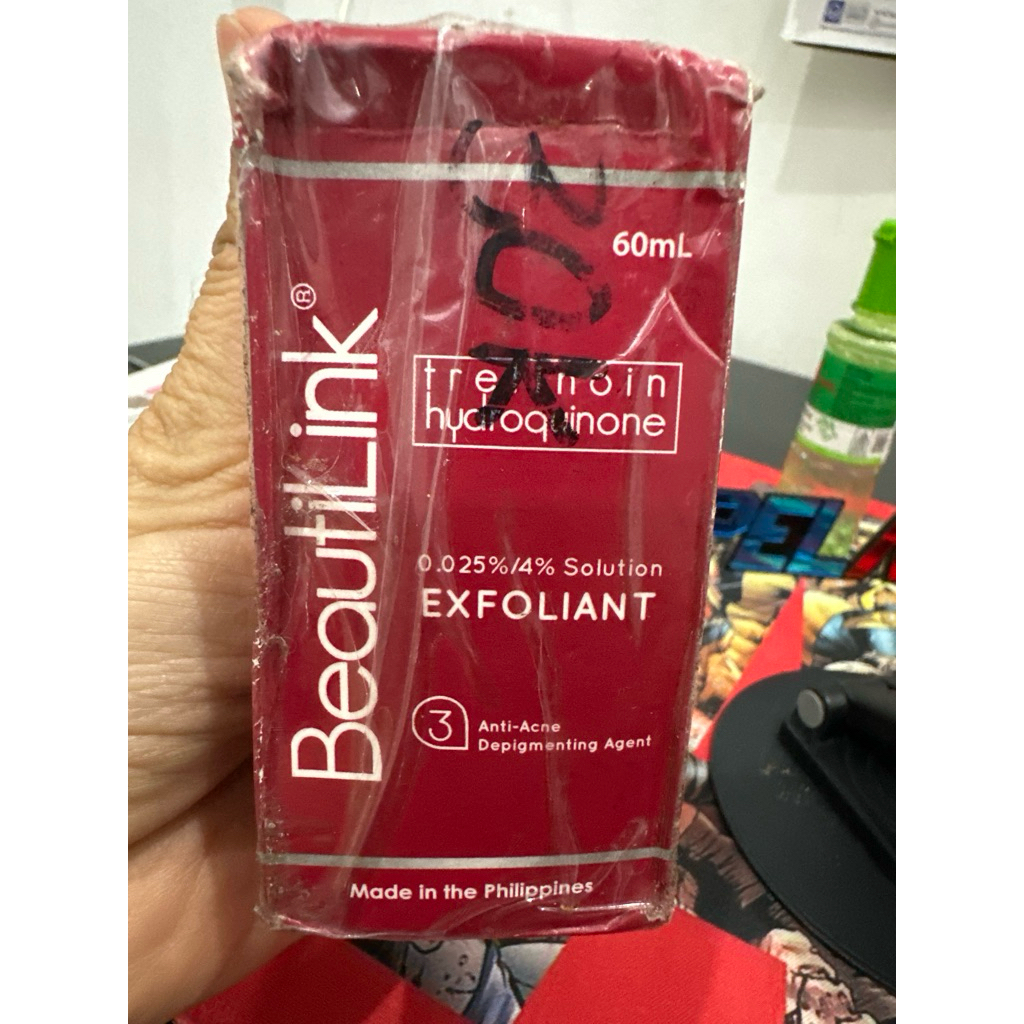 60mL
BeautiLink®
tretinoin
hydroquinone
0.025%/4% Solution
EXFOLIANT
3
Anti-Acne
Depigmenting Agent
Made in the Philippines